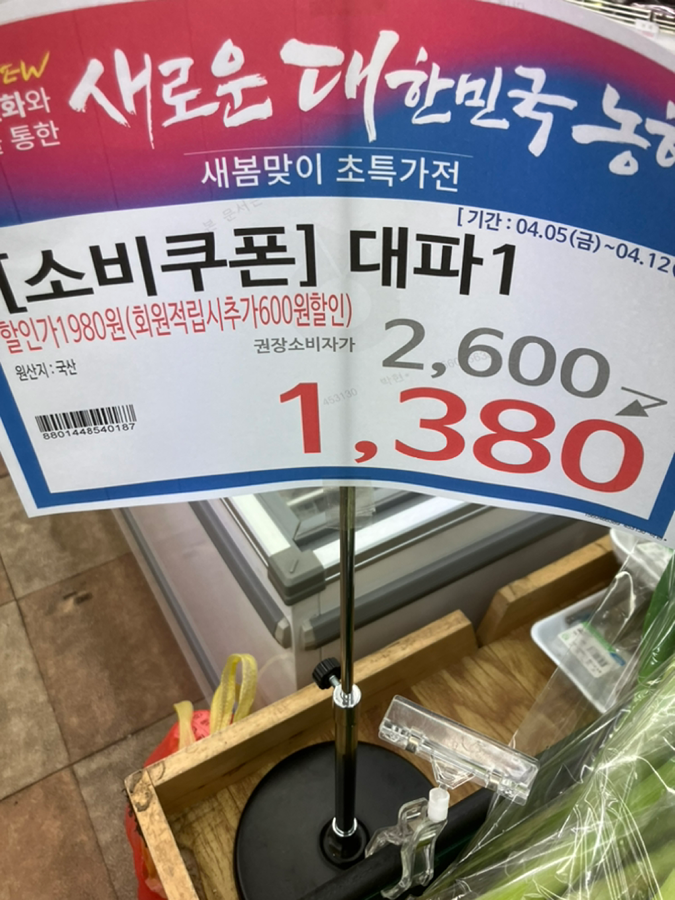 EW
화와
통한
새로운 대한민국 농
새봄맞이 초특가전
[기간 : 04.05(금)~04.12
[소비쿠폰] 대파1
할인가1980원(회원적립시추가600원할인)
권장소비자가 2,600
원산지 : 국산
1,380
8801448540187